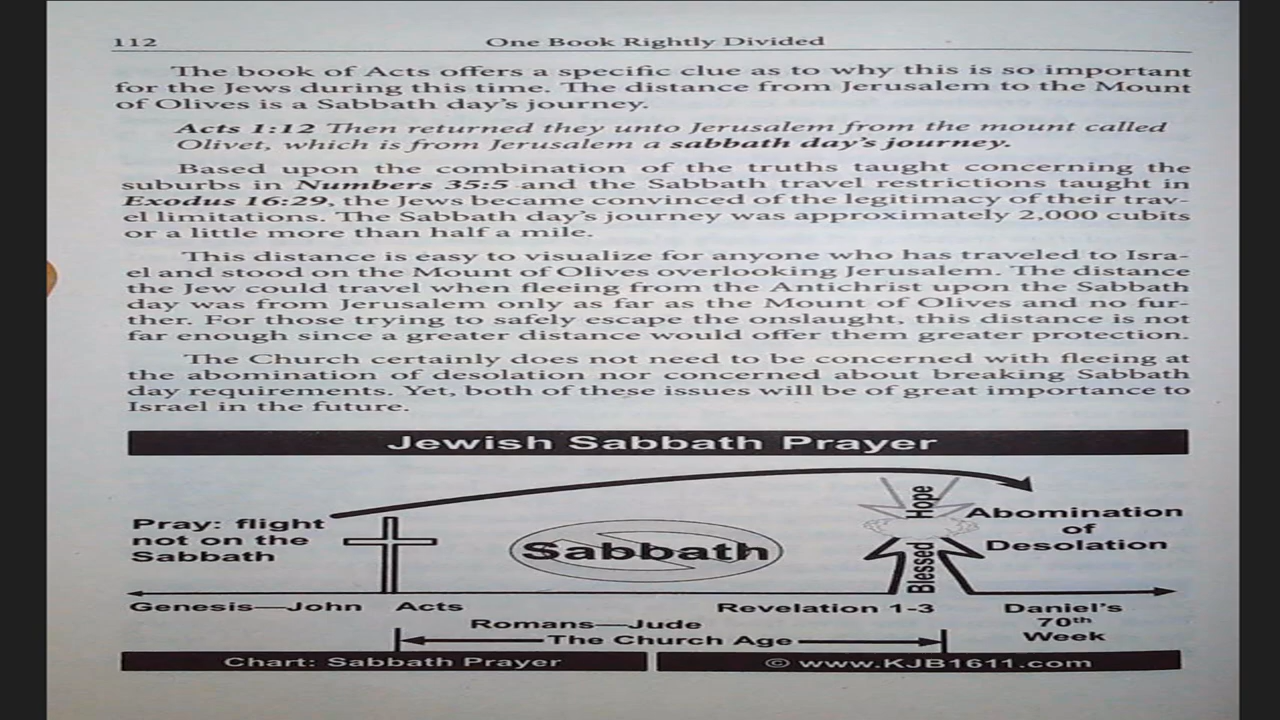 112
One Book Rightly Divided
The book of Acts offers a specific clue as to why this is so important
for the Jews during this time. The distance from Jerusalem to the Mount
of Olives is a Sabbath day's journey.
Acts 1:12 Then returned they unto Jerusalem from the mount called
Olivet, which is from Jerusalem a sabbath day's journey.
Based upon the combination of the truths taught concerning the
suburbs in Numbers 35:5 and the Sabbath travel restrictions taught in
Exodus 16:29, the Jews became convinced of the legitimacy of their trav-
el limitations. The Sabbath day's journey was approximately 2,000 cubits
or a little more than half a mile.
This distance is easy to visualize for anyone who has traveled to Isra-
el and stood on the Mount of Olives overlooking Jerusalem. The distance
the Jew could travel when fleeing from the Antichrist upon the Sabbath
day was from Jerusalem only as far as the Mount of Olives and no fur-
ther. For those trying to safely escape the onslaught, this distance is not
far enough since a greater distance would offer them greater protection.
The Church certainly does not need to be concerned with fleeing at
the abomination of desolation nor concerned about breaking Sabbath
day requirements. Yet, both of these issues will be of great importance to
Israel in the future.
Jewish Sabbath Prayer
Pray: flight
not on the
Sabbath
Sabbath
Blessed Hope
Abomination
of
Desolation
Genesis—John
Acts
Romans—Jude
Revelation 1-3
Daniel's
70th
Week
The Church Age
Chart: Sabbath Prayer
© www.KJB1611.com